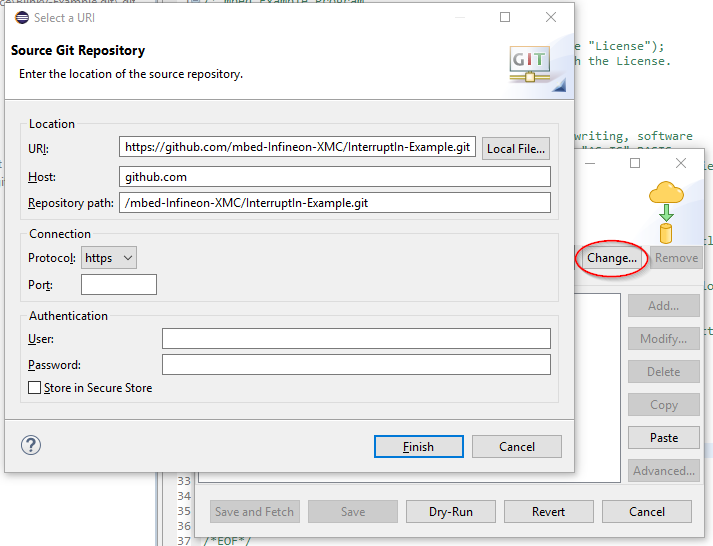 Select a URI
Source Git Repository
Enter the location of the source repository.
GIT
Location
URI: https://github.com/mbed-Infineon-XMC/InterruptIn-Example.git Local File...
Host: github.com
Repository path: /mbed-Infineon-XMC/InterruptIn-Example.git
Connection
Protocol: https
Port:
Authentication
User:
Password:
Store in Secure Store
Finish Cancel
e "License");
h the License.
writing, software
Change... Remove
Add...
Modify...
Delete
Copy
Paste
Advanced...
33
34
35
36
37 /*EOF*/
Save and Fetch Save Dry-Run Revert Cancel